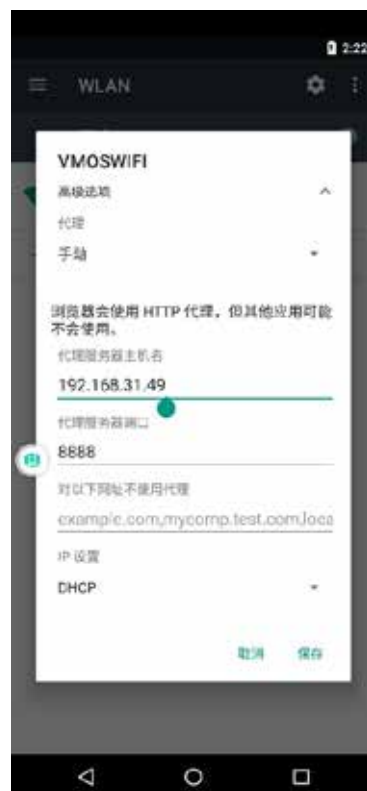 2:22
WLAN
VMOSWIFI
高级选项
代理
手动
浏览器会使用 HTTP 代理，但其他应用可能
不会使用。
代理服务器主机名
192.168.31.49
代理服务器端口
8888
对以下网址不使用代理
example.com,mycomp.test.com,loca
IP 设置
DHCP
取消 保存